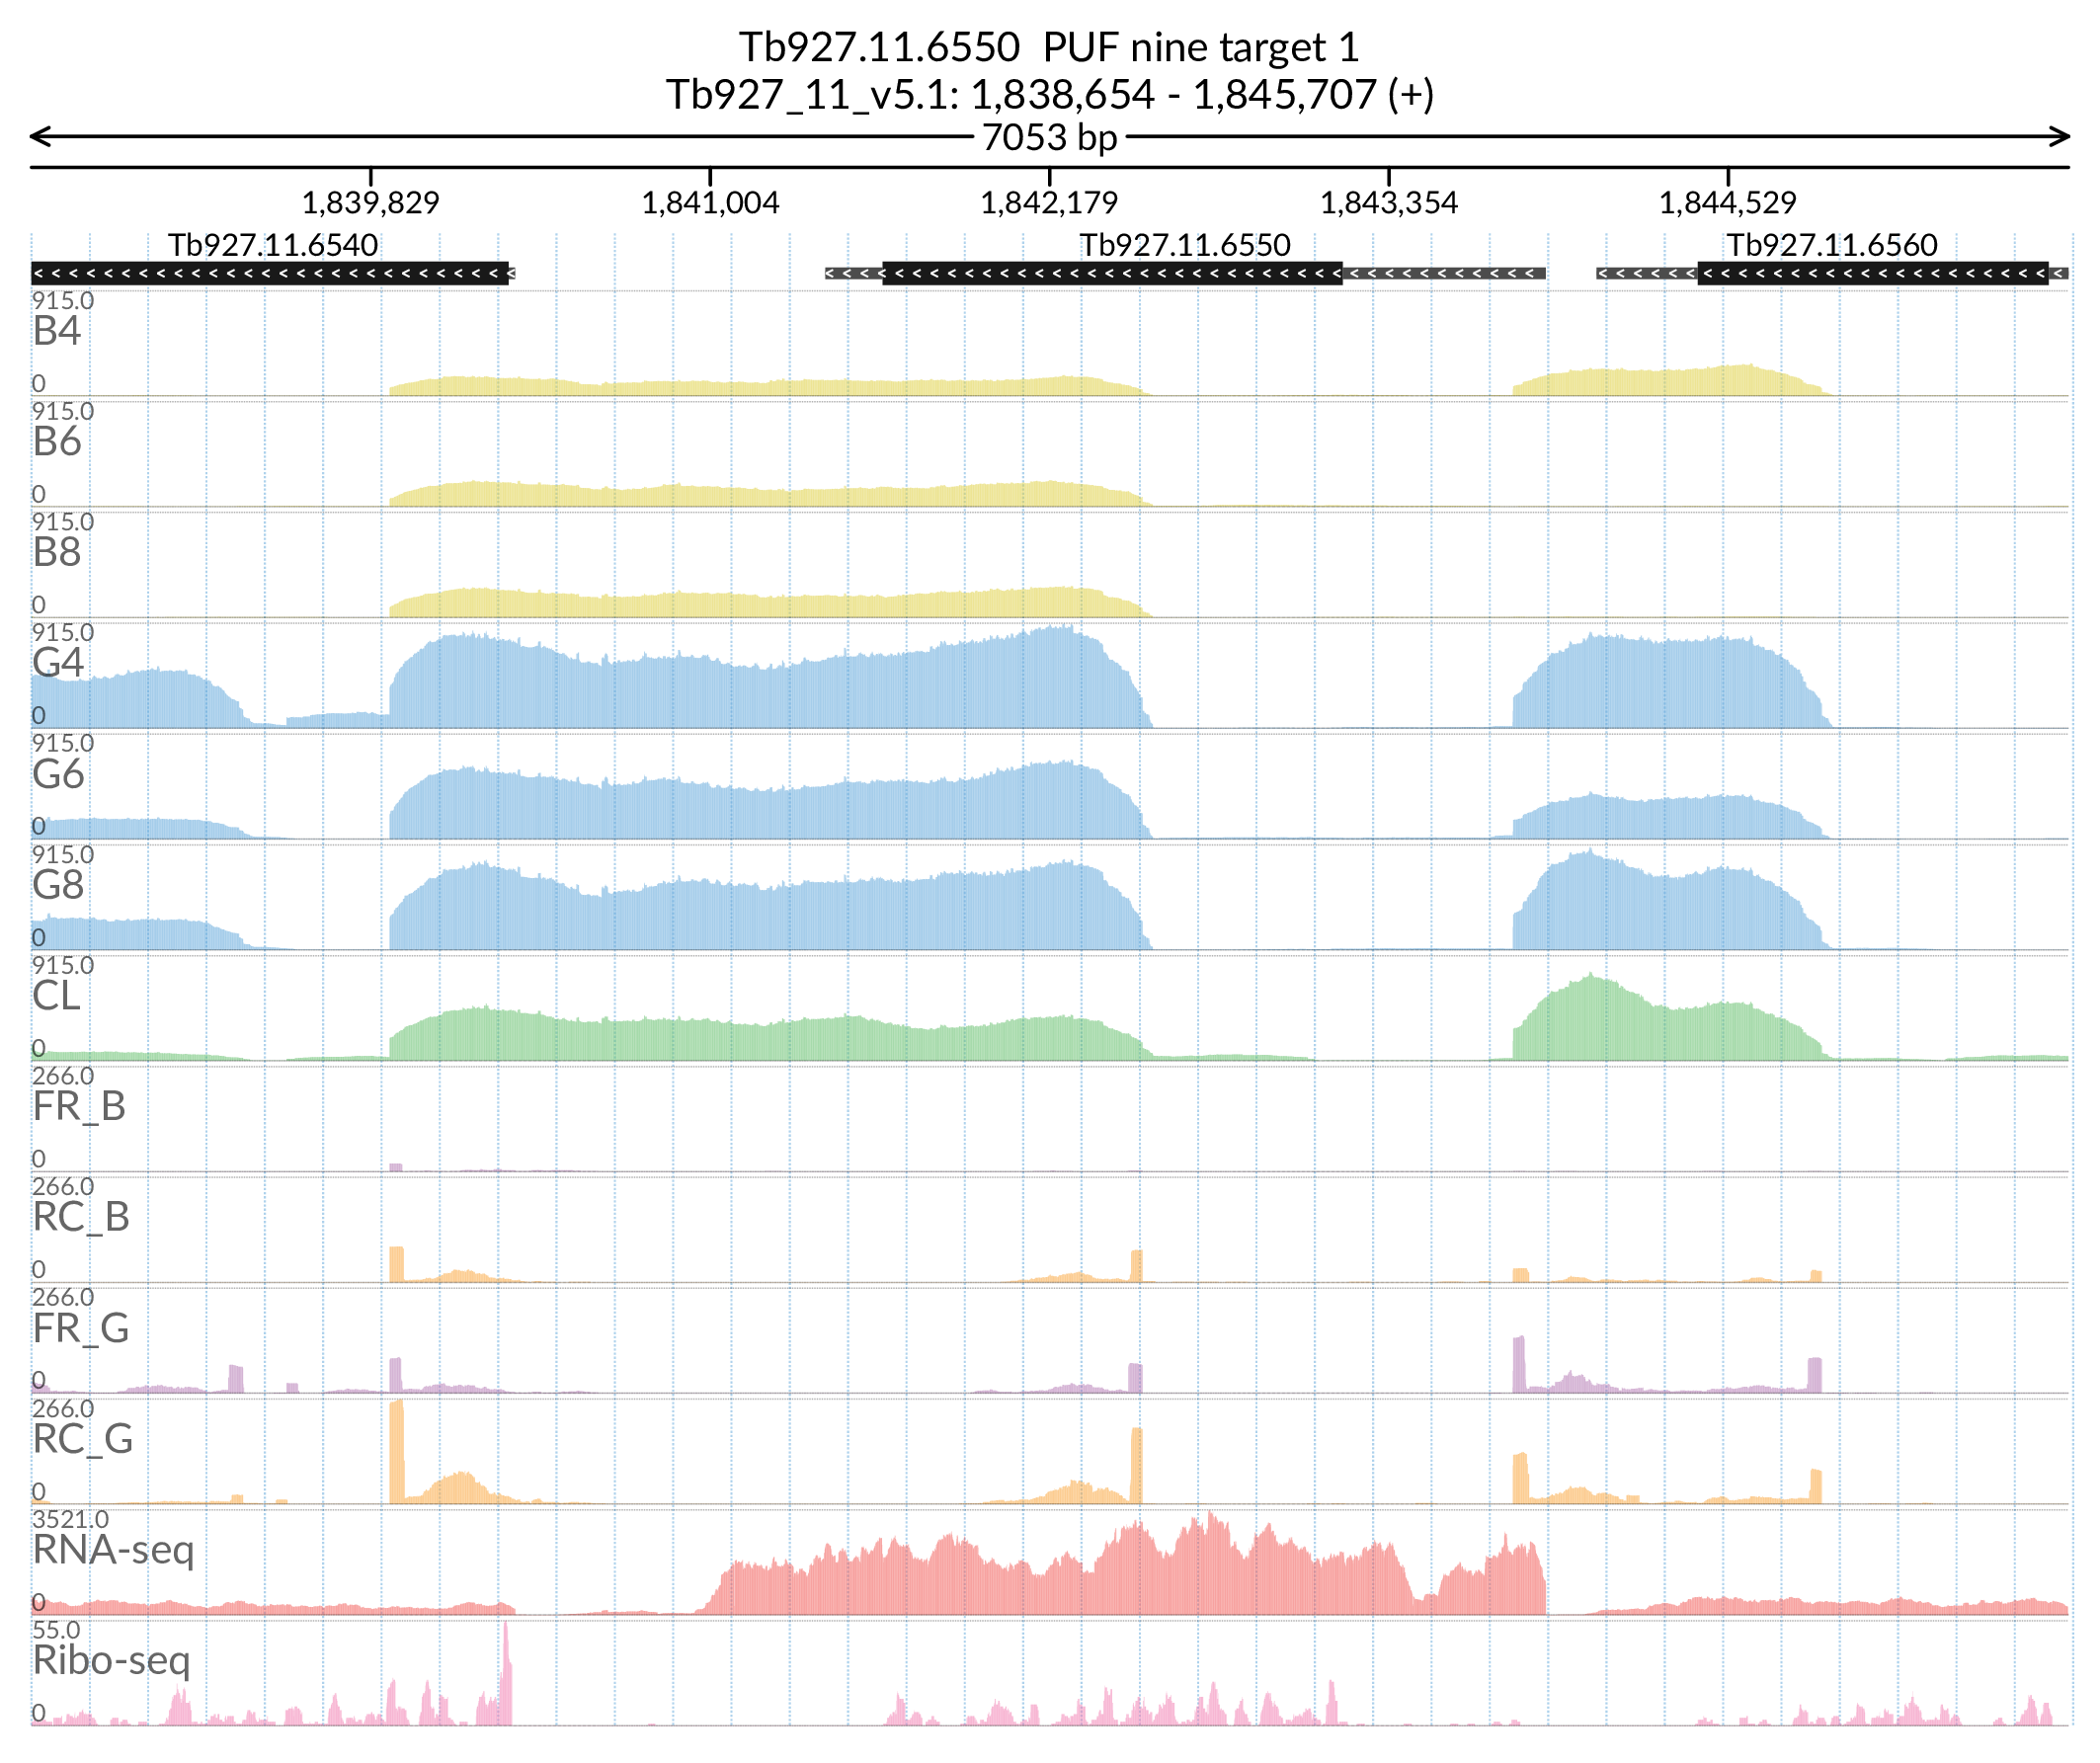 Tb927.11.6550  PUF nine target 1
Tb927_11_v5.1: 1,838,654 - 1,845,707 (+)
7053 bp
1,839,829 1,841,004 1,842,179 1,843,354 1,844,529
Tb927.11.6540 Tb927.11.6550 Tb927.11.6560
915.0
B4
0
915.0
B6
0
915.0
B8
0
915.0
G4
0
915.0
G6
0
915.0
G8
0
915.0
CL
0
266.0
FR_B
0
266.0
RC_B
0
266.0
FR_G
0
266.0
RC_G
0
3521.0
RNA-seq
0
55.0
Ribo-seq
0